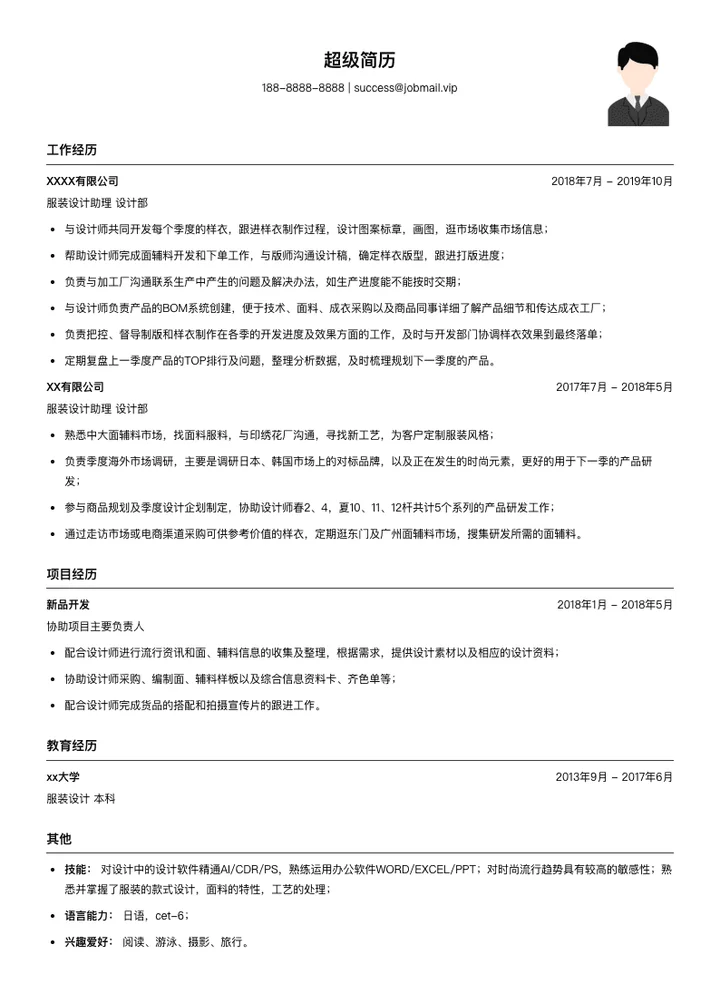 超级简历
188-8888-8888 | success@jobmail.vip
工作经历
XXXX有限公司 2018年7月 – 2019年10月
服装设计助理 设计部
• 与设计师共同开发每个季度的样衣，跟进样衣制作过程，设计图案标章，画图，逛市场收集市场信息；
• 帮助设计师完成面辅料开发和下单工作，与版师沟通设计稿，确定样衣版型，跟进打版进度；
• 负责与加工厂沟通联系生产中产生的问题及解决办法，如生产进度能不能按时交期；
• 与设计师负责产品的BOM系统创建，便于技术、面料、成衣采购以及商品同事详细了解产品细节和传达成衣工厂；
• 负责把控、督导制版和样衣制作在各季的开发进度及效果方面的工作，及时与开发部门协调样衣效果到最终落单；
• 定期复盘上一季度产品的TOP排行及问题，整理分析数据，及时梳理规划下一季度的产品。
XX有限公司 2017年7月 – 2018年5月
服装设计助理 设计部
• 熟悉中大面辅料市场，找面料服料，与印绣花厂沟通，寻找新工艺，为客户定制服装风格；
• 负责季度海外市场调研，主要是调研日本、韩国市场上的对标品牌，以及正在发生的时尚元素，更好的用于下一季的产品研
发；
• 参与商品规划及季度设计企划制定，协助设计师春2、4，夏10、11、12杆共计5个系列的产品研发工作；
• 通过走访市场或电商渠道采购可供参考价值的样衣，定期逛东门及广州面辅料市场，搜集研发所需的面辅料。
项目经历
新品开发 2018年1月 – 2018年5月
协助项目主要负责人
• 配合设计师进行流行资讯和面、辅料信息的收集及整理，根据需求，提供设计素材以及相应的设计资料；
• 协助设计师采购、编制面、辅料样板以及综合信息资料卡、齐色单等；
• 配合设计师完成货品的搭配和拍摄宣传片的跟进工作。
教育经历
xx大学 2013年9月 – 2017年6月
服装设计 本科
其他
• 技能： 对设计中的设计软件精通AI/CDR/PS，熟练运用办公软件WORD/EXCEL/PPT；对时尚流行趋势具有较高的敏感性；熟
悉并掌握了服装的款式设计，面料的特性，工艺的处理；
• 语言能力： 日语，cet-6；
• 兴趣爱好： 阅读、游泳、摄影、旅行。